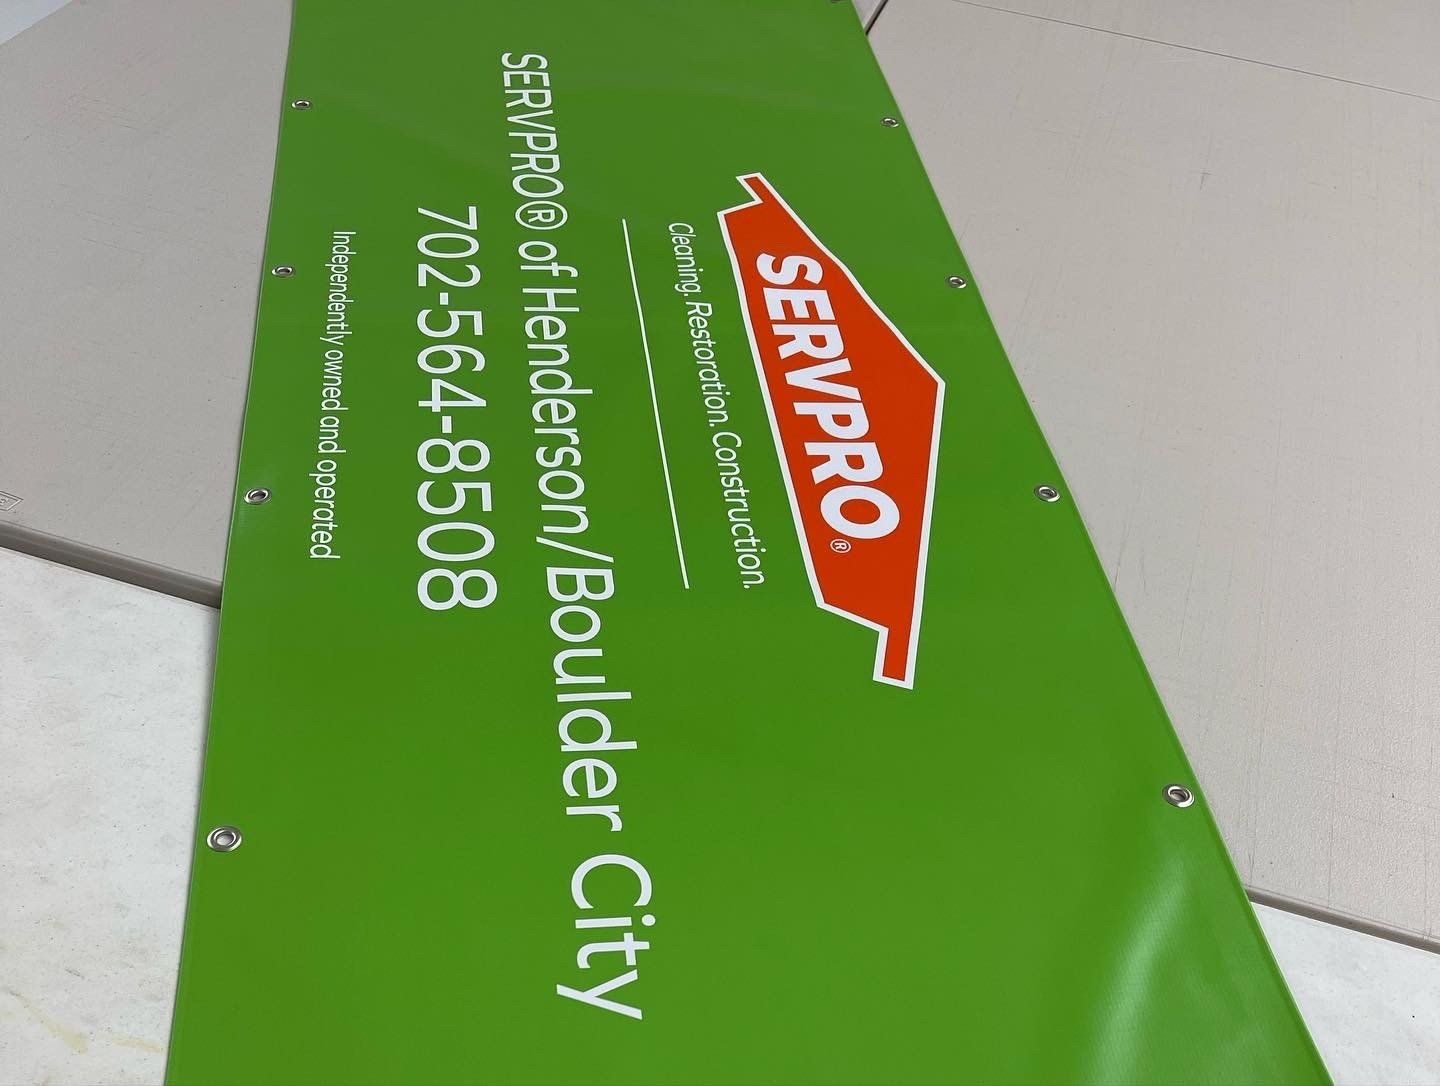 SERVPRO®
Cleaning. Restoration. Construction.
SERVPRO® of Henderson/Boulder City
702-564-8508
Independently owned and operated